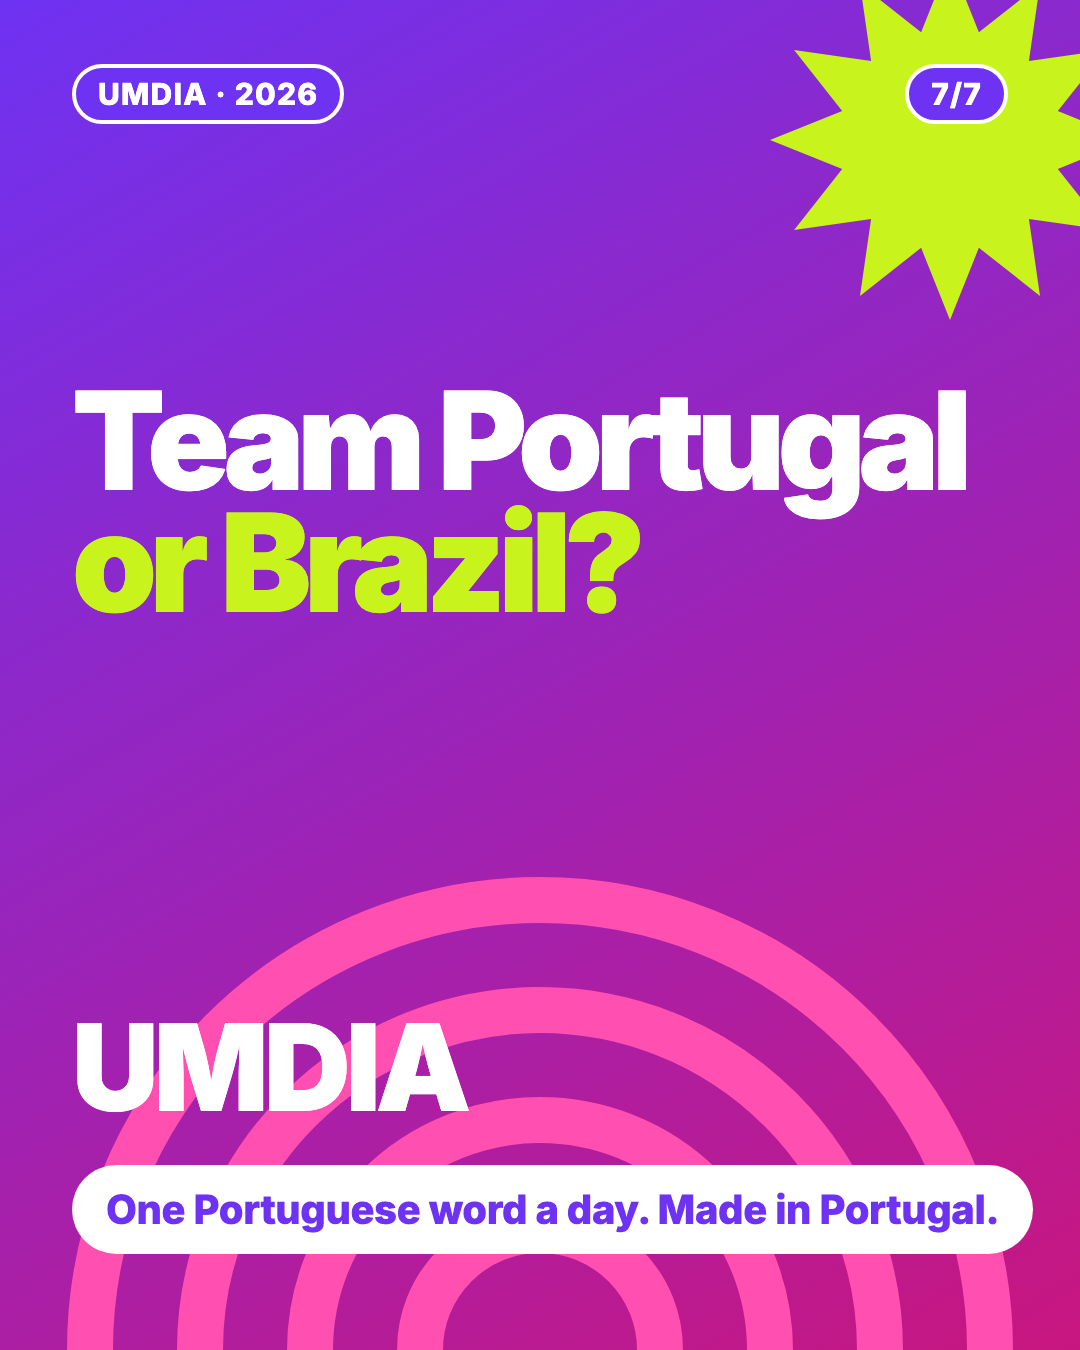 UMDIA · 2026
7/7
Team Portugal
or Brazil?
UMDIA
One Portuguese word a day. Made in Portugal.